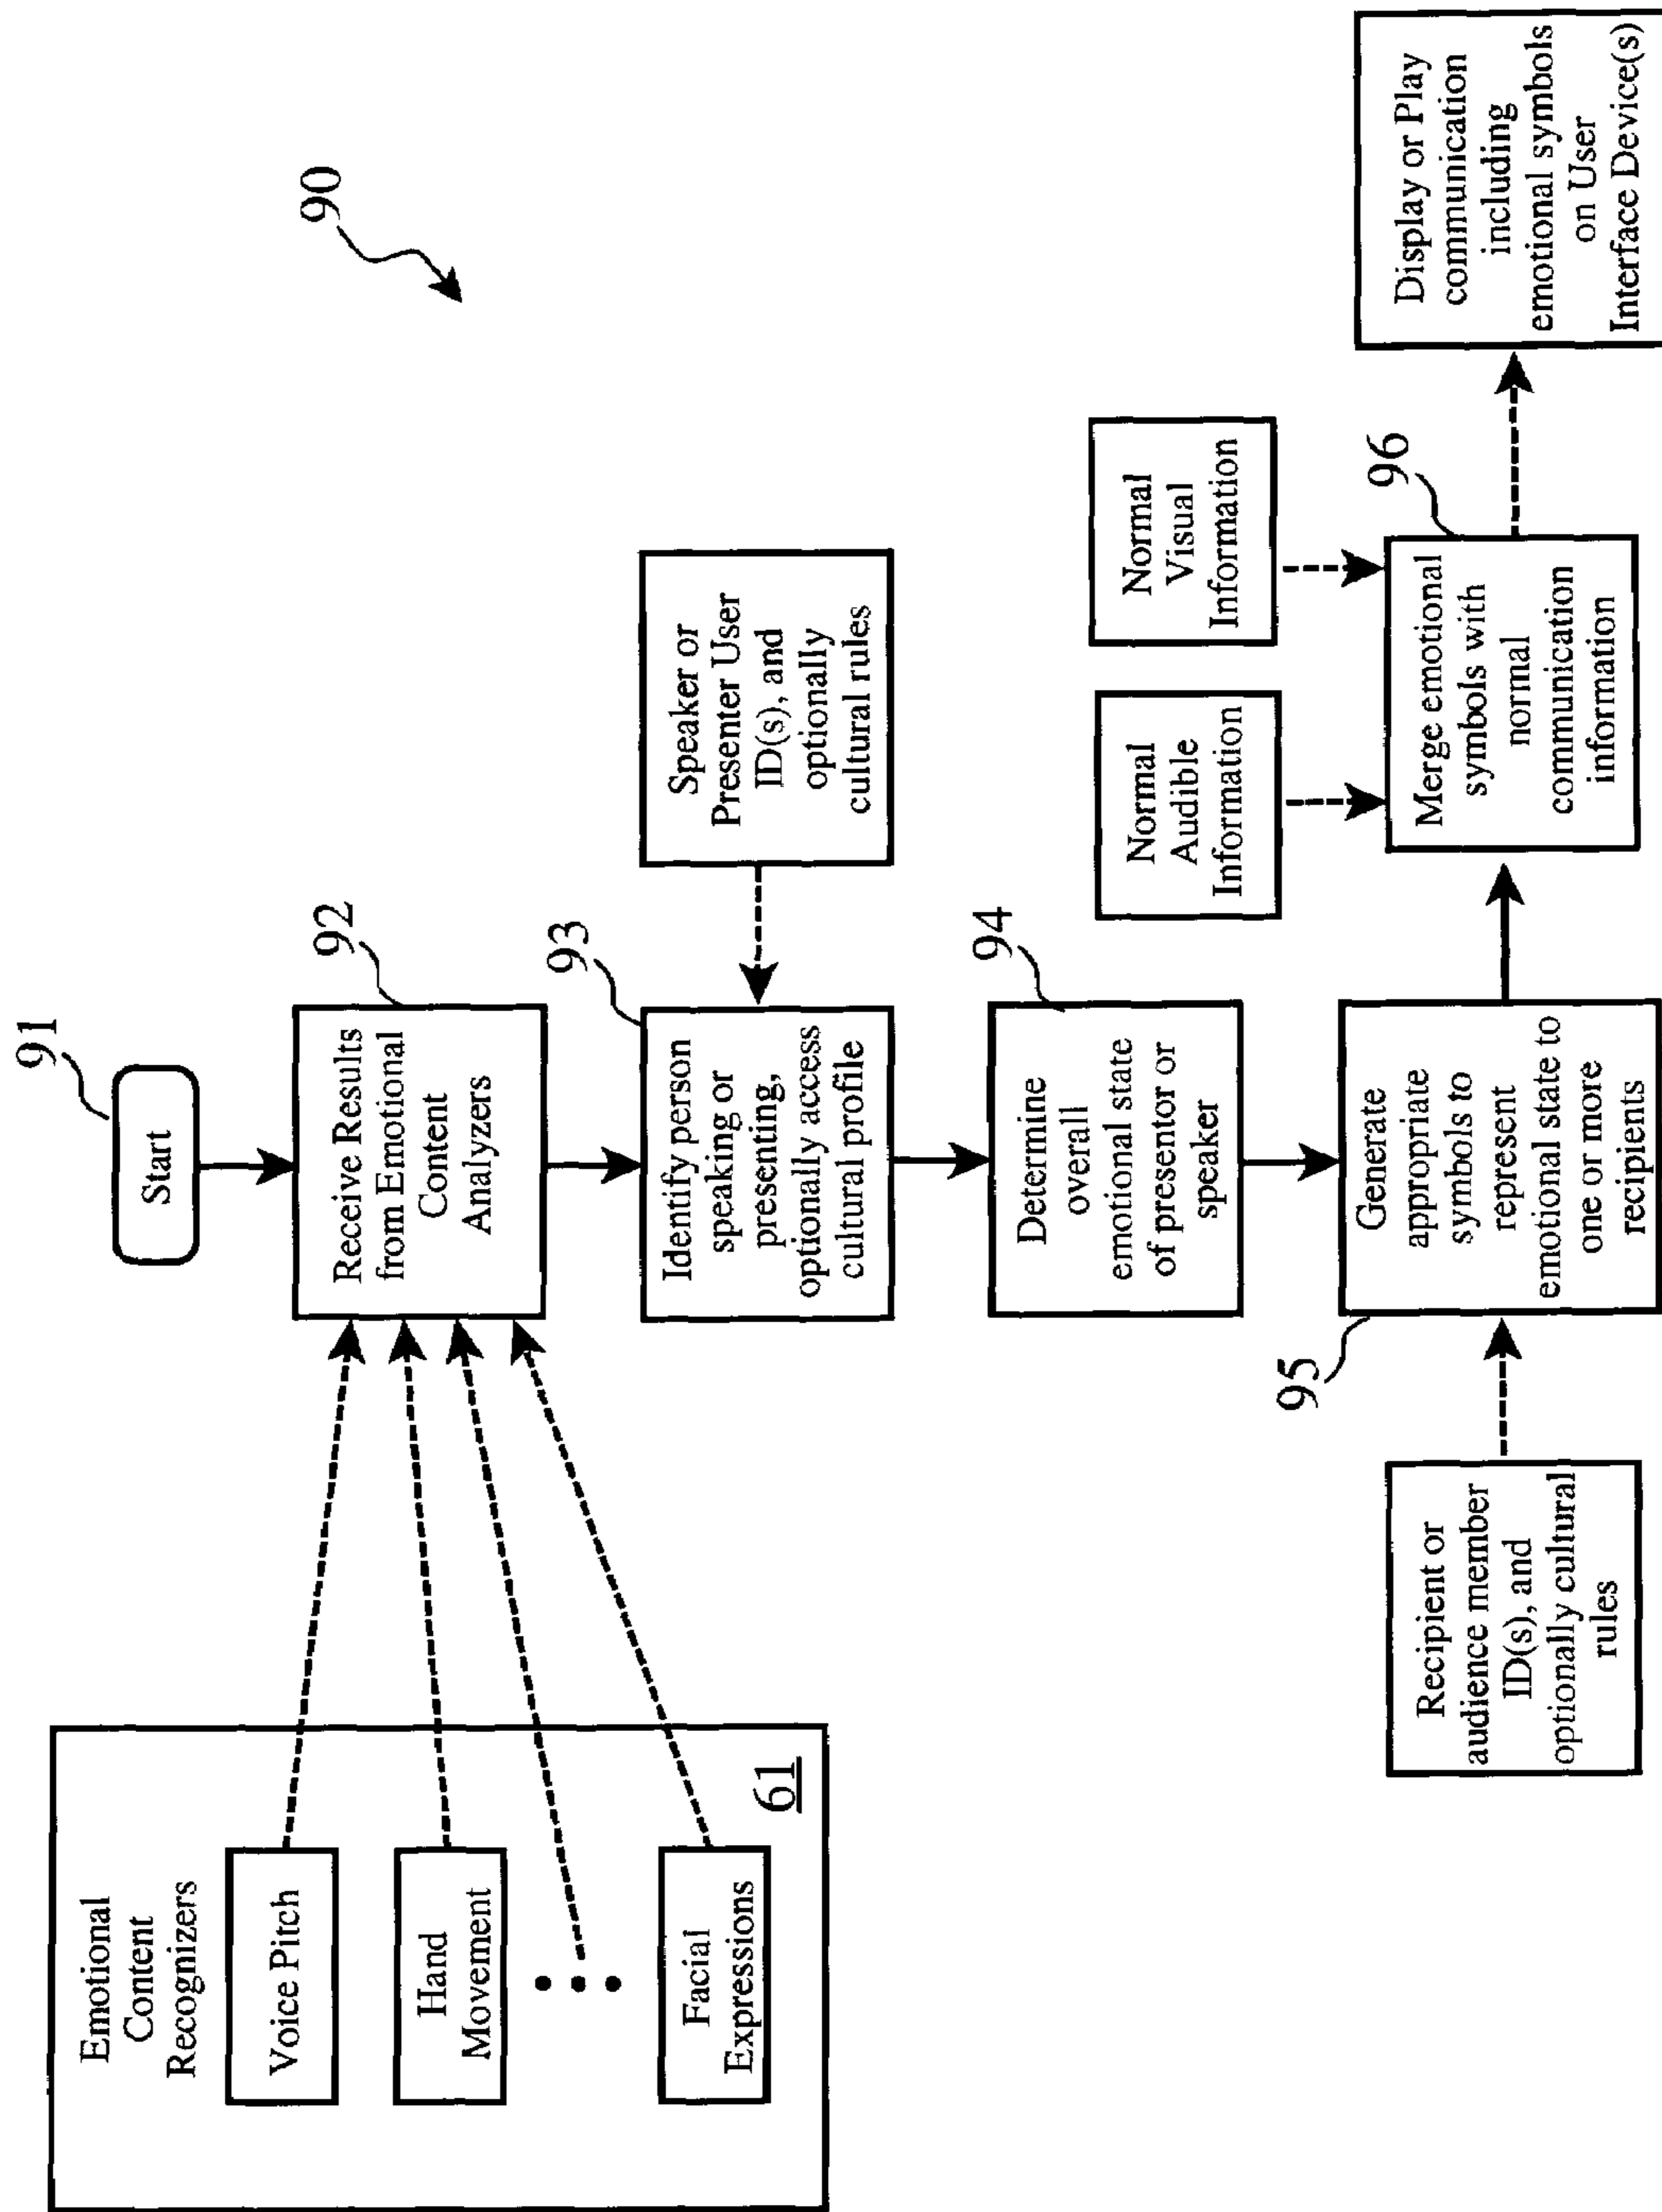 90
91
Start
Emotional
Content
Recognizers
Voice Pitch
Hand
Movement
Facial
Expressions
61
92
Receive Results
from Emotional
Content
Analyzers
93
Identify person
speaking or
presenting,
optionally access
cultural profile
Speaker or
Presenter User
ID(s), and
optionally
cultural rules
94
Determine
overall
emotional state
of presentor or
speaker
95
Generate
appropriate
symbols to
represent
emotional state to
one or more
recipients
Recipient or
audience member
ID(s), and
optionally cultural
rules
Normal
Audible
Information
Normal
Visual
Information
96
Merge emotional
symbols with
normal
communication
information
Display or Play
communication
including
emotional symbols
on User
Interface Device(s)